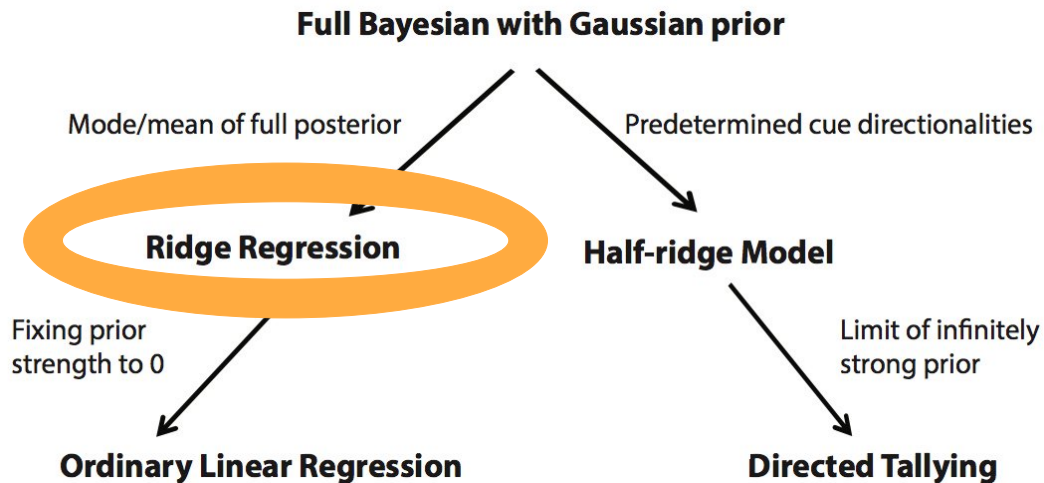 Full Bayesian with Gaussian prior
Mode/mean of full posterior
Predetermined cue directionalities
Ridge Regression
Half-ridge Model
Fixing prior
strength to 0
Limit of infinitely
strong prior
Ordinary Linear Regression
Directed Tallying